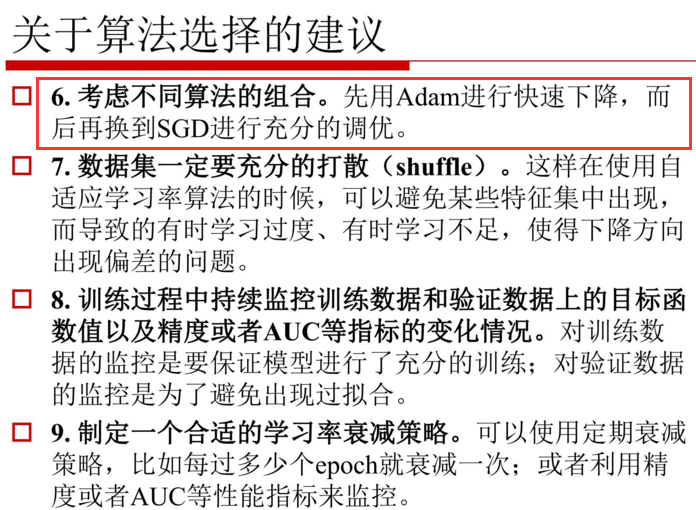 关于算法选择的建议
6. 考虑不同算法的组合。先用Adam进行快速下降，而
后再换到SGD进行充分的调优。
7. 数据集一定要充分的打散（shuffle）。这样在使用自
适应学习率算法的时候，可以避免某些特征集中出现，
而导致的有时学习过度、有时学习不足，使得下降方向
出现偏差的问题。
8. 训练过程中持续监控训练数据和验证数据上的目标函
数值以及精度或者AUC等指标的变化情况。对训练数
据的监控是要保证模型进行了充分的训练；对验证数据
的监控是为了避免出现过拟合。
9. 制定一个合适的学习率衰减策略。可以使用定期衰减
策略，比如每过多少个epoch就衰减一次；或者利用精
度或者AUC等性能指标来监控。